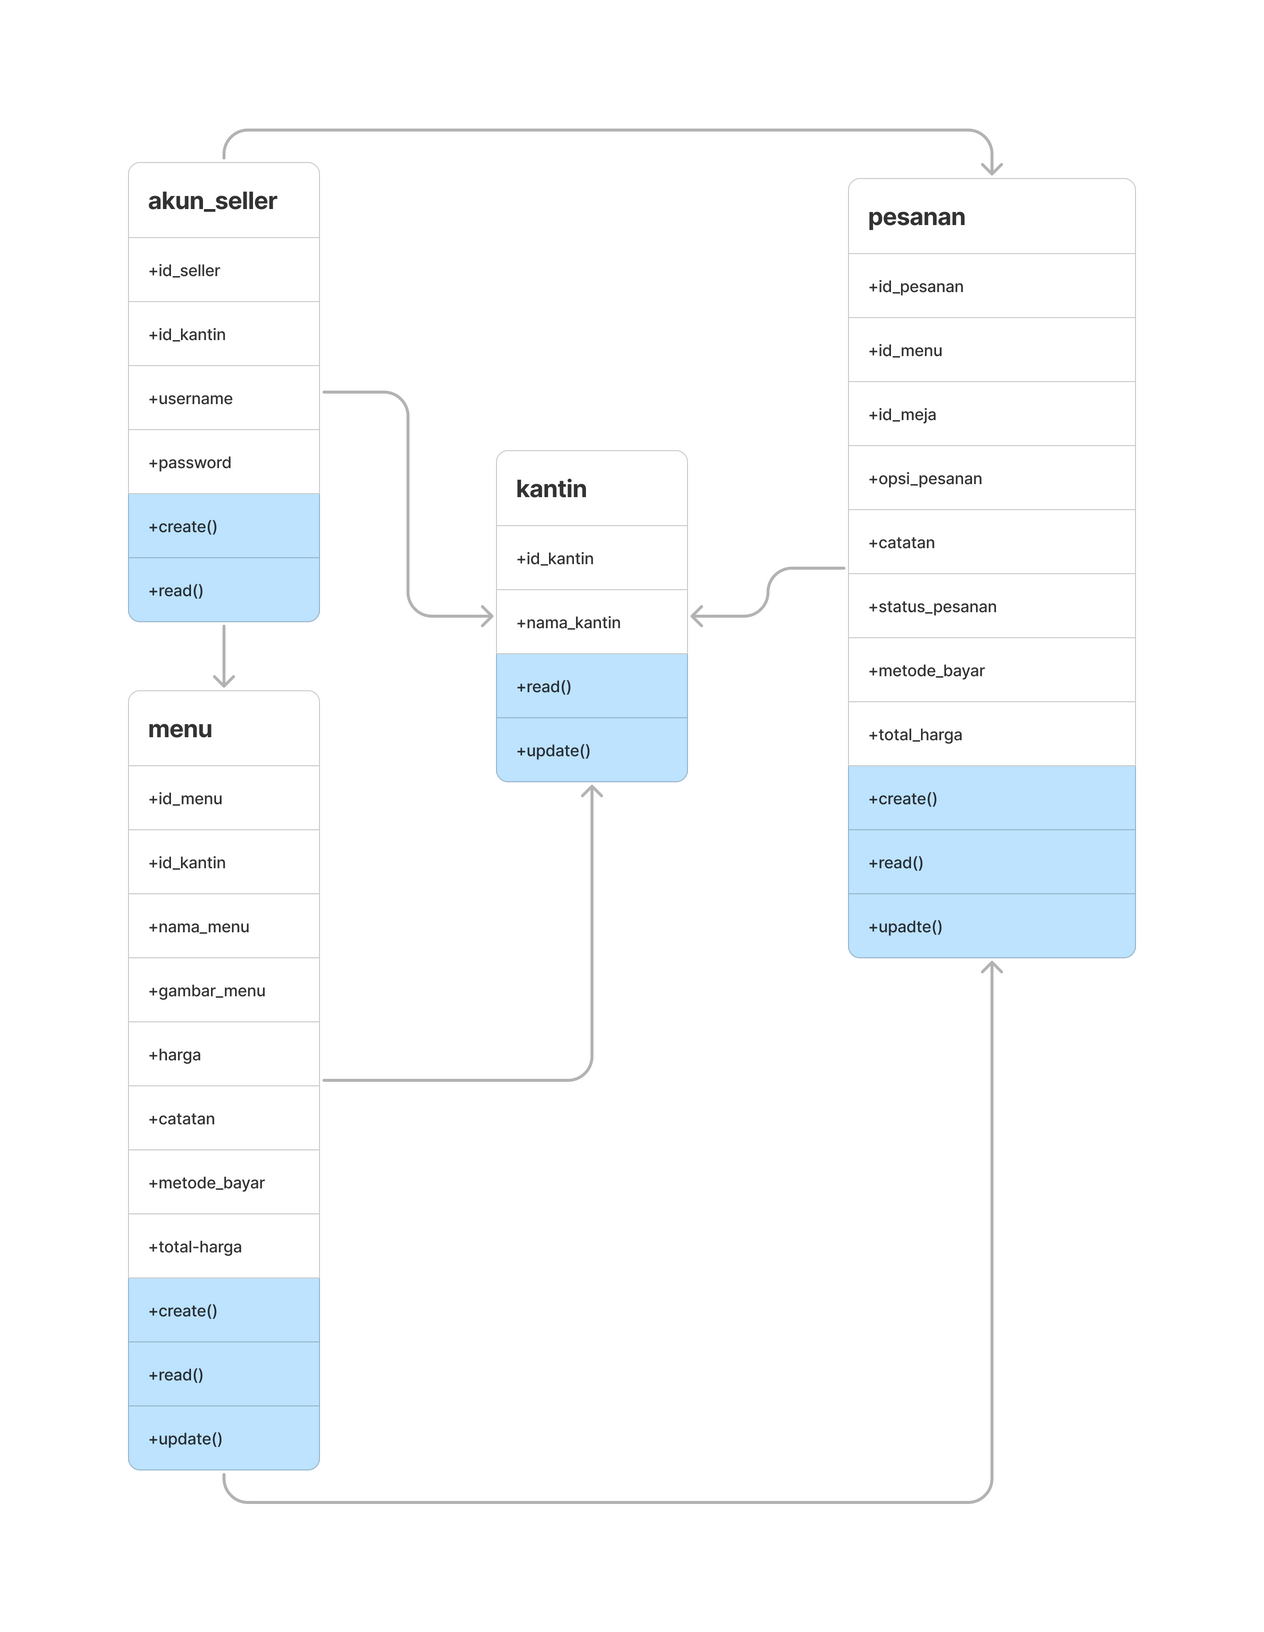 akun_seller
+id_seller
+id_kantin
+username
+password
+create()
+read()
menu
+id_menu
+id_kantin
+nama_menu
+gambar_menu
+harga
+catatan
+metode_bayar
+total-harga
+create()
+read()
+update()
kantin
+id_kantin
+nama_kantin
+read()
+update()
pesanan
+id_pesanan
+id_menu
+id_meja
+opsi_pesanan
+catatan
+status_pesanan
+metode_bayar
+total_harga
+create()
+read()
+upadte()